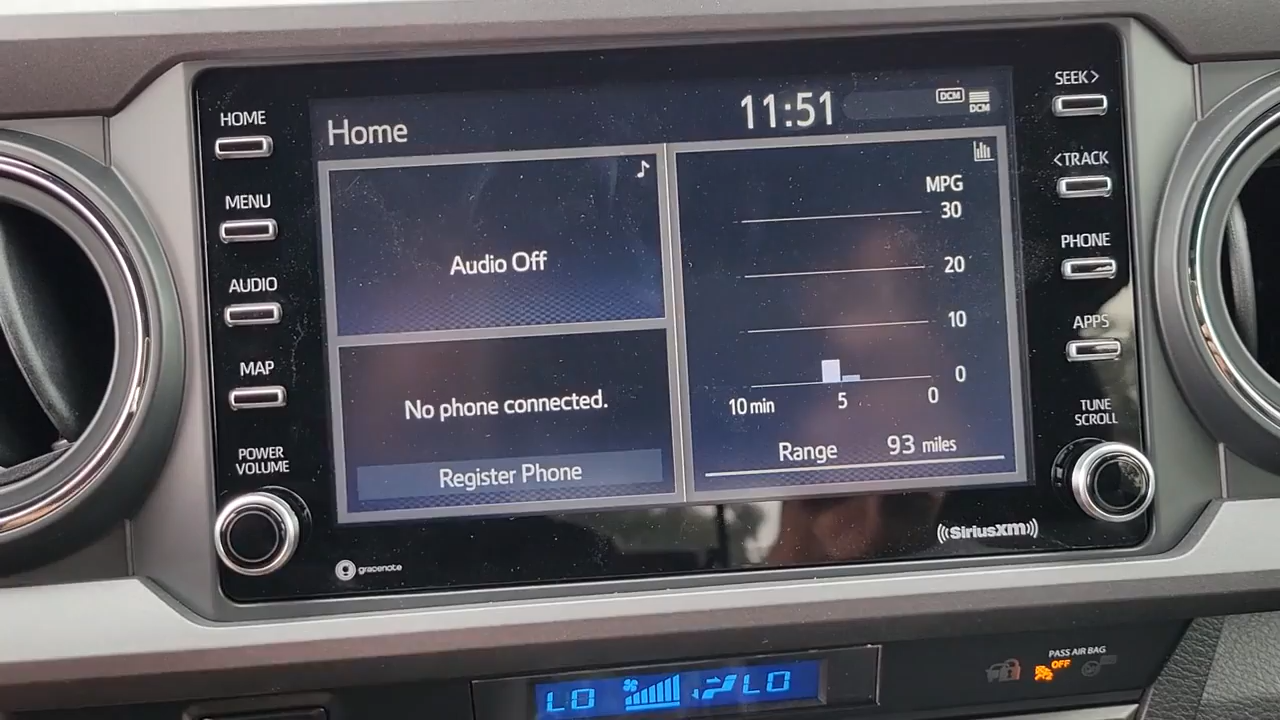 HOME
MENU
AUDIO
MAP
POWER
VOLUME
Home
11:51
DCM
DCM
Audio Off
No phone connected.
Register Phone
MPG
30
20
10
0
10 min 5 0
Range 93 miles
SEEK>
<TRACK
PHONE
APPS
TUNE
SCROLL
gracenote
((SiriusXM))
LO LO
PASS AIR BAG
OFF